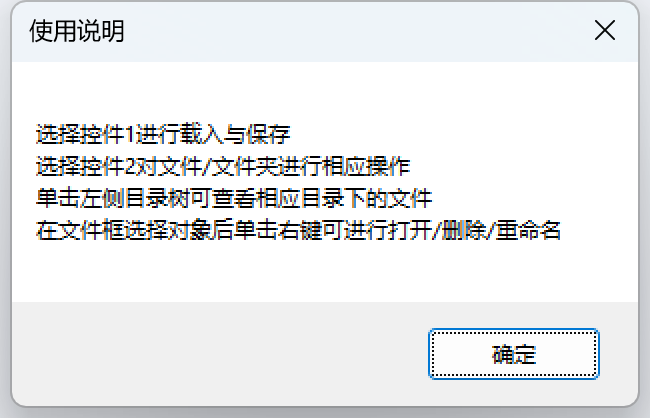 使用说明
选择控件1进行载入与保存
选择控件2对文件/文件夹进行相应操作
单击左侧目录树可查看相应目录下的文件
在文件框选择对象后单击右键可进行打开/删除/重命名
确定